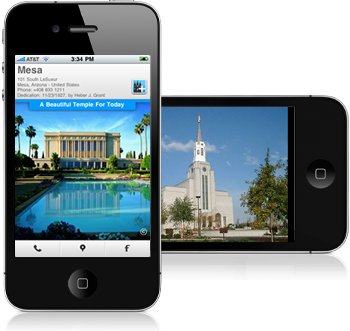 AT&T 3:34 PM
Mesa
101 South LeSueur
Mesa, Arizona - United States
Phone: +408 833 1211
Dedication: 11/03/1927, by Heber J. Grant
A Beautiful Temple For Today